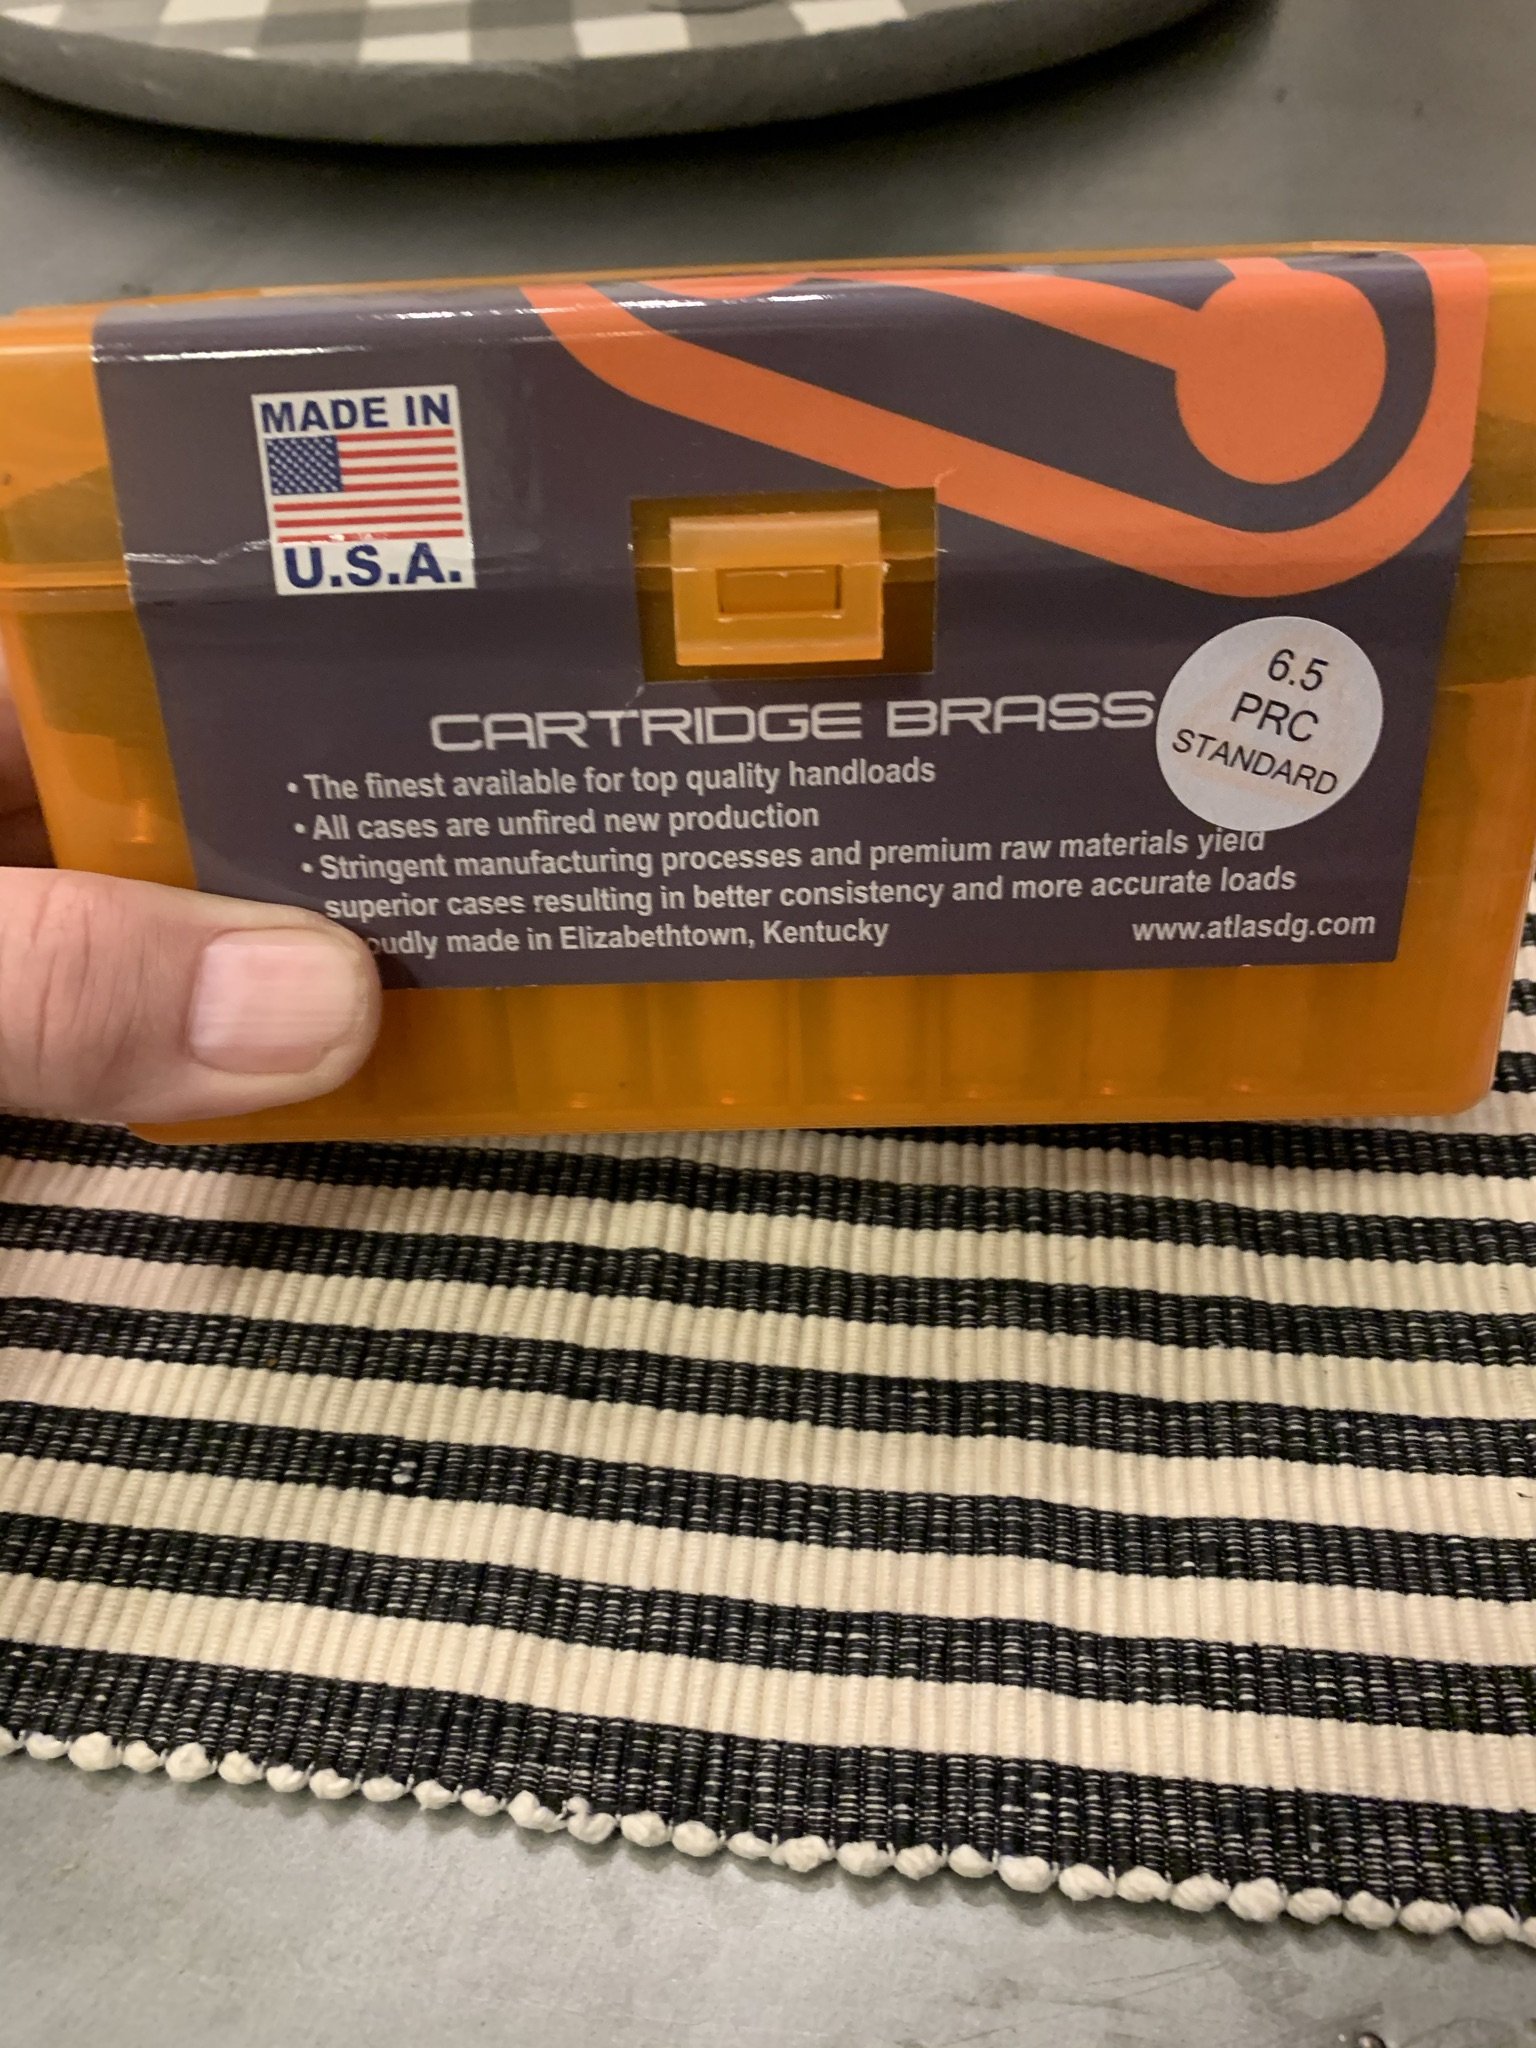 MADE IN
U.S.A.
6.5
PRC
STANDARD
CARTRIDGE BRASS
• The finest available for top quality handloads
• All cases are unfired new production
• Stringent manufacturing processes and premium raw materials yield
superior cases resulting in better consistency and more accurate loads
made in Elizabethtown, Kentucky
www.atlasdg.com